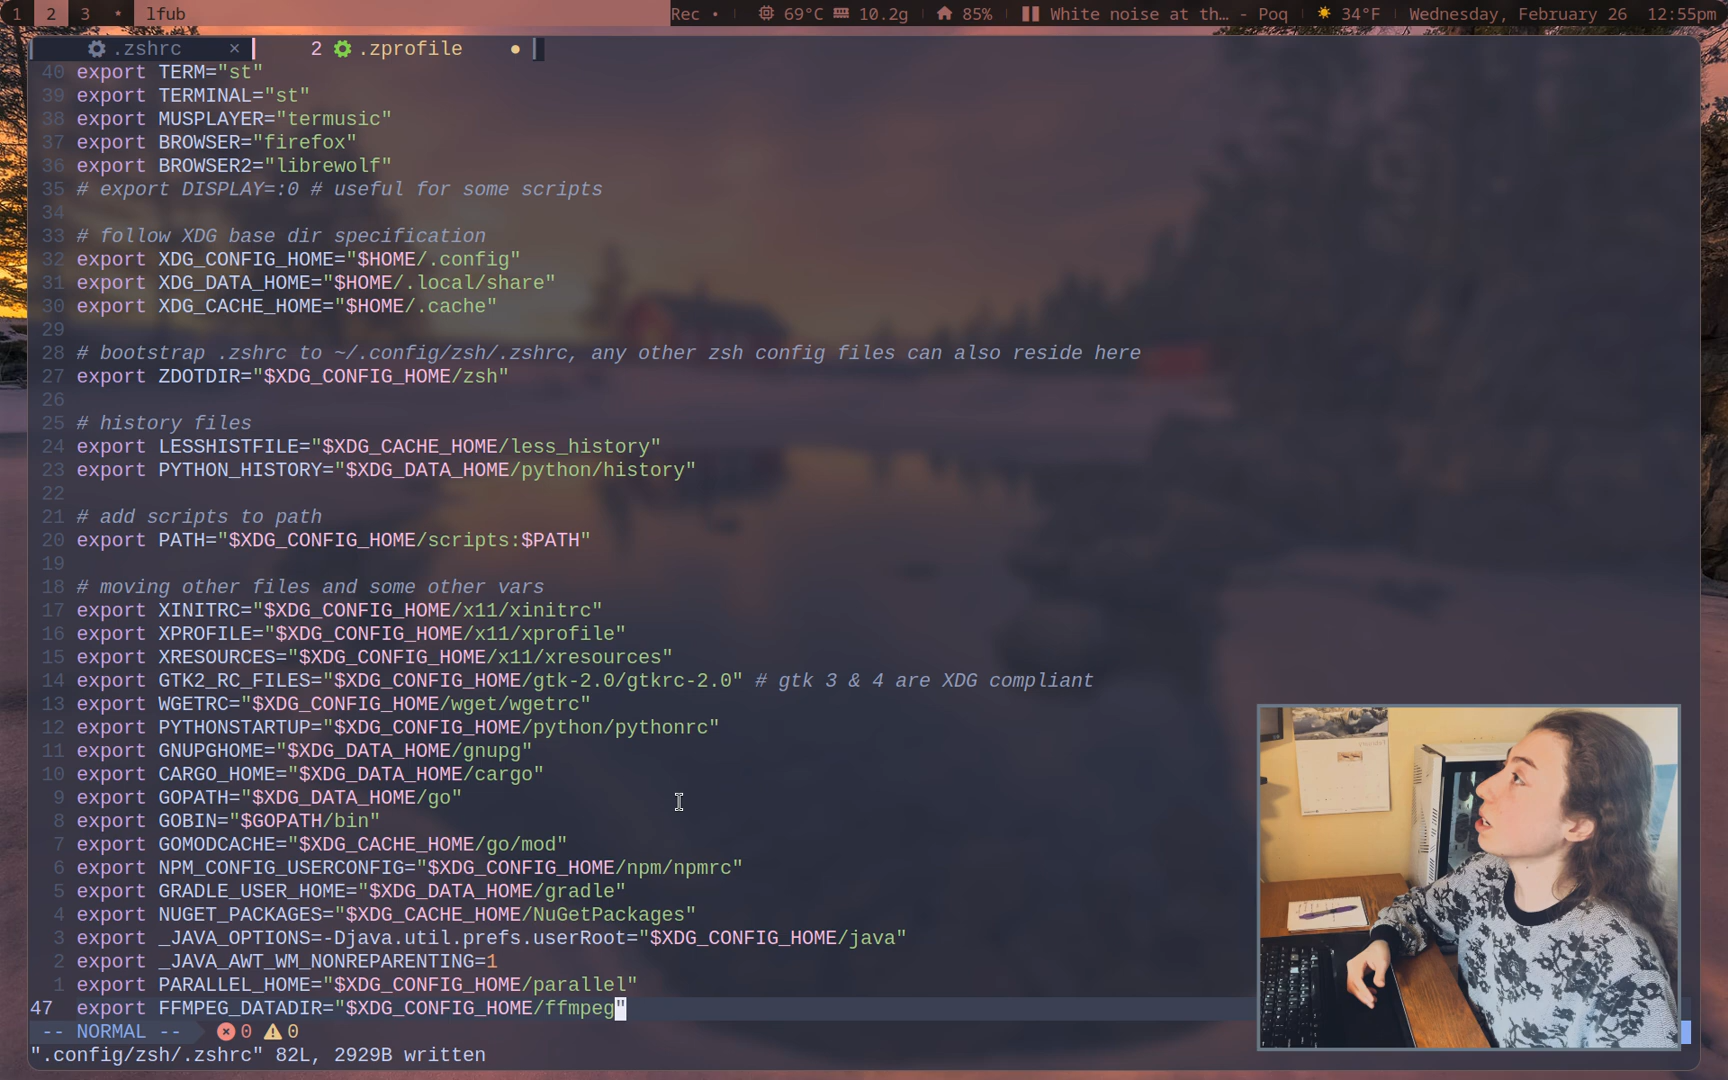 1 2 3 lfub Rec • 69°C 10.2g 85% White noise at th… - Poq 34°F Wednesday, February 26 12:55pm
.zshrc × 2 .zprofile ●
40 export TERM="st"
39 export TERMINAL="st"
38 export MUSPLAYER="termusic"
37 export BROWSER="firefox"
36 export BROWSER2="librewolf"
35 # export DISPLAY=:0 # useful for some scripts
34
33 # follow XDG base dir specification
32 export XDG_CONFIG_HOME="$HOME/.config"
31 export XDG_DATA_HOME="$HOME/.local/share"
30 export XDG_CACHE_HOME="$HOME/.cache"
29
28 # bootstrap .zshrc to ~/.config/zsh/.zshrc, any other zsh config files can also reside here
27 export ZDOTDIR="$XDG_CONFIG_HOME/zsh"
26
25 # history files
24 export LESSHISTFILE="$XDG_CACHE_HOME/less_history"
23 export PYTHON_HISTORY="$XDG_DATA_HOME/python/history"
22
21 # add scripts to path
20 export PATH="$XDG_CONFIG_HOME/scripts:$PATH"
19
18 # moving other files and some other vars
17 export XINITRC="$XDG_CONFIG_HOME/x11/xinitrc"
16 export XPROFILE="$XDG_CONFIG_HOME/x11/xprofile"
15 export XRESOURCES="$XDG_CONFIG_HOME/x11/xresources"
14 export GTK2_RC_FILES="$XDG_CONFIG_HOME/gtk-2.0/gtkrc-2.0" # gtk 3 & 4 are XDG compliant
13 export WGETRC="$XDG_CONFIG_HOME/wget/wgetrc"
12 export PYTHONSTARTUP="$XDG_CONFIG_HOME/python/pythonrc"
11 export GNUPGHOME="$XDG_DATA_HOME/gnupg"
10 export CARGO_HOME="$XDG_DATA_HOME/cargo"
9 export GOPATH="$XDG_DATA_HOME/go"
8 export GOBIN="$GOPATH/bin"
7 export GOMODCACHE="$XDG_CACHE_HOME/go/mod"
6 export NPM_CONFIG_USERCONFIG="$XDG_CONFIG_HOME/npm/npmrc"
5 export GRADLE_USER_HOME="$XDG_DATA_HOME/gradle"
4 export NUGET_PACKAGES="$XDG_CACHE_HOME/NuGetPackages"
3 export _JAVA_OPTIONS=-Djava.util.prefs.userRoot="$XDG_CONFIG_HOME/java"
2 export _JAVA_AWT_WM_NONREPARENTING=1
1 export PARALLEL_HOME="$XDG_CONFIG_HOME/parallel"
47 export FFMPEG_DATADIR="$XDG_CONFIG_HOME/ffmpeg"
-- NORMAL -- 0 0
".config/zsh/.zshrc" 82L, 2929B written